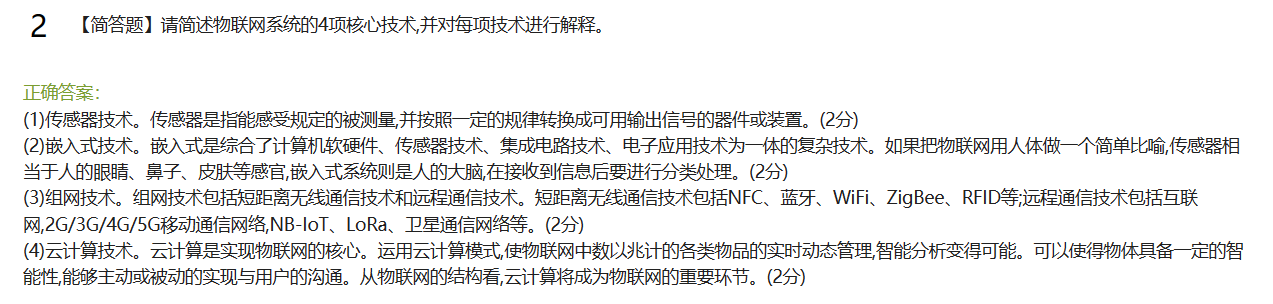 2 【简答题】请简述物联网系统的4项核心技术,并对每项技术进行解释。
正确答案：
(1)传感器技术。传感器是指能感受规定的被测量,并按照一定的规律转换成可用输出信号的器件或装置。(2分)
(2)嵌入式技术。嵌入式是综合了计算机软硬件、传感器技术、集成电路技术、电子应用技术为一体的复杂技术。如果把物联网用人体做一个简单比喻,传感器相
当于人的眼睛、鼻子、皮肤等感官,嵌入式系统则是人的大脑,在接收到信息后要进行分类处理。(2分)
(3)组网技术。组网技术包括短距离无线通信技术和远程通信技术。短距离无线通信技术包括NFC、蓝牙、WiFi、ZigBee、RFID等;远程通信技术包括互联
网,2G/3G/4G/5G移动通信网络,NB-IoT、LoRa、卫星通信网络等。(2分)
(4)云计算技术。云计算是实现物联网的核心。运用云计算模式,使物联网中数以兆计的各类物品的实时动态管理,智能分析变得可能。可以使得物体具备一定的智
能性,能够主动或被动的实现与用户的沟通。从物联网的结构看,云计算将成为物联网的重要环节。(2分)